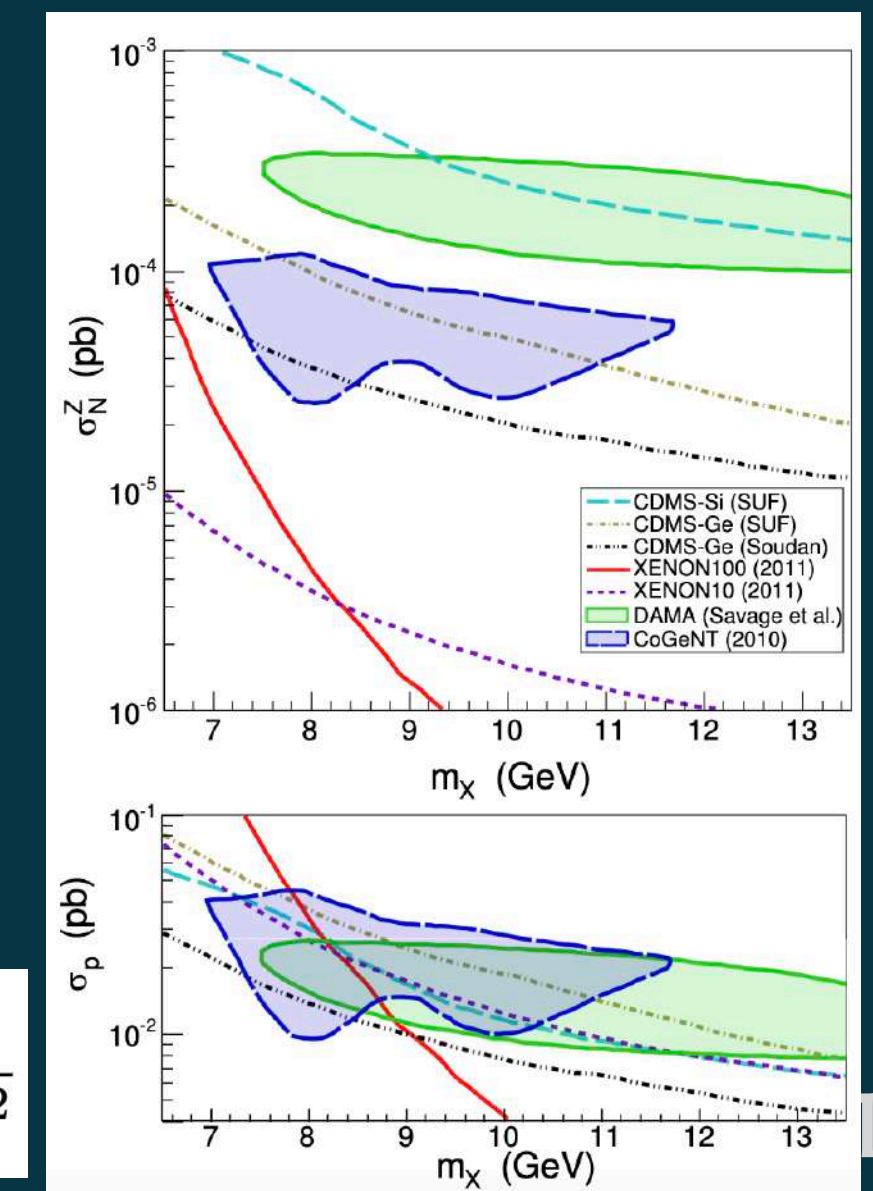 10⁻³
10⁻⁴
10⁻⁵
10⁻⁶
σ_N^Z (pb)
CDMS-Si (SUF)
CDMS-Ge (SUF)
CDMS-Ge (Soudan)
XENON100 (2011)
XENON10 (2011)
DAMA (Savage et al.)
CoGeNT (2010)
7 8 9 10 11 12 13
m_X (GeV)
10⁻¹
10⁻²
σ_p (pb)
7 8 9 10 11 12 13
m_X (GeV)